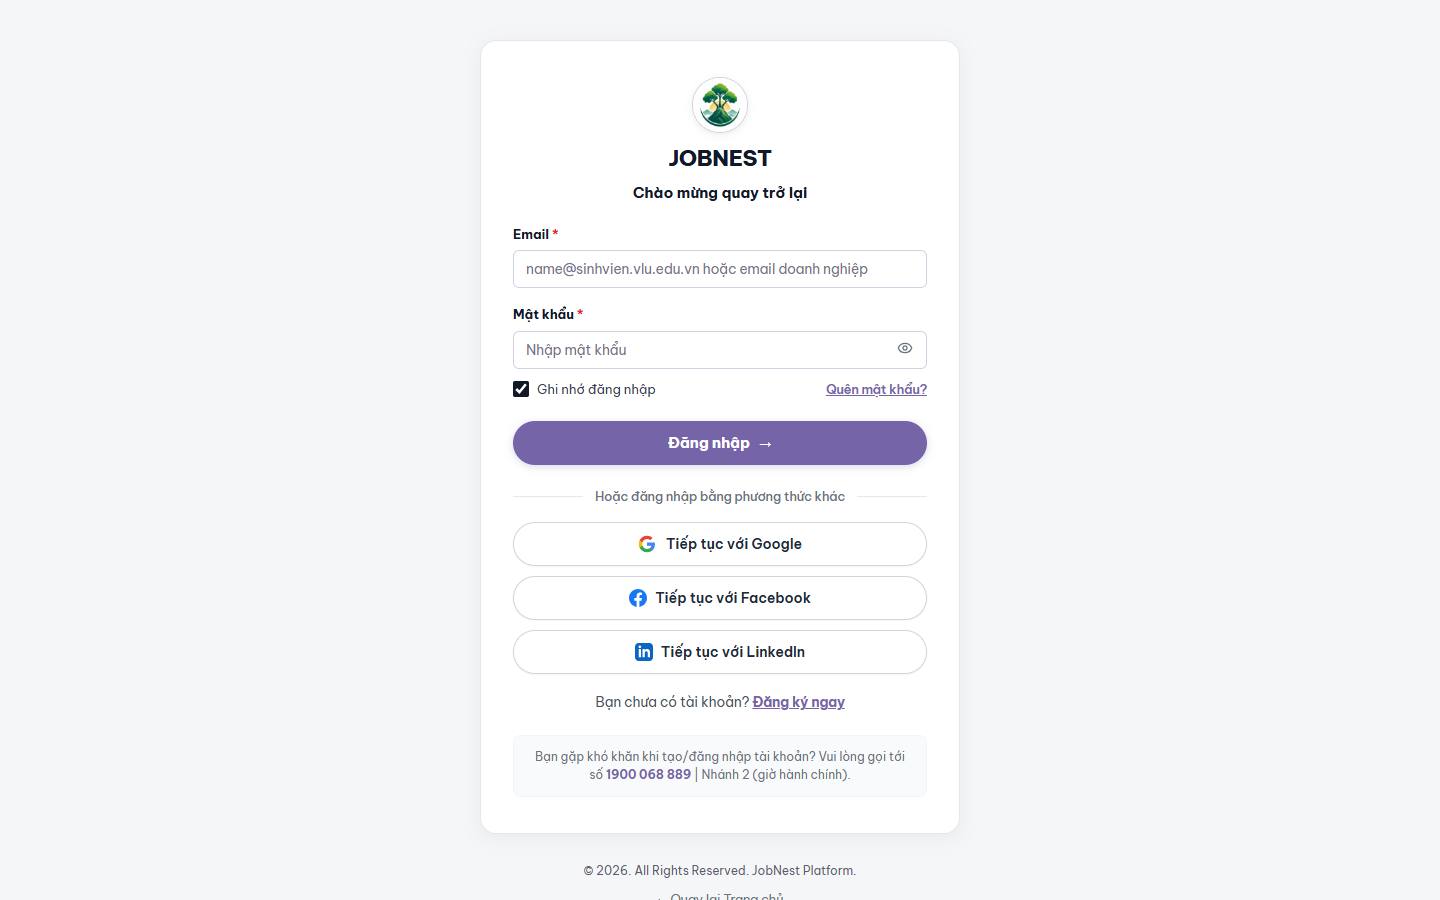 JOBNEST
Chào mừng quay trở lại
Email *
name@sinhvien.vlu.edu.vn hoặc email doanh nghiệp
Mật khẩu *
Nhập mật khẩu
Ghi nhớ đăng nhập
Quên mật khẩu?
Đăng nhập →
Hoặc đăng nhập bằng phương thức khác
Tiếp tục với Google
Tiếp tục với Facebook
Tiếp tục với LinkedIn
Bạn chưa có tài khoản? Đăng ký ngay
Bạn gặp khó khăn khi tạo/đăng nhập tài khoản? Vui lòng gọi tới
số 1900 068 889 | Nhánh 2 (giờ hành chính).
© 2026. All Rights Reserved. JobNest Platform.
Quay lại Trang chủ